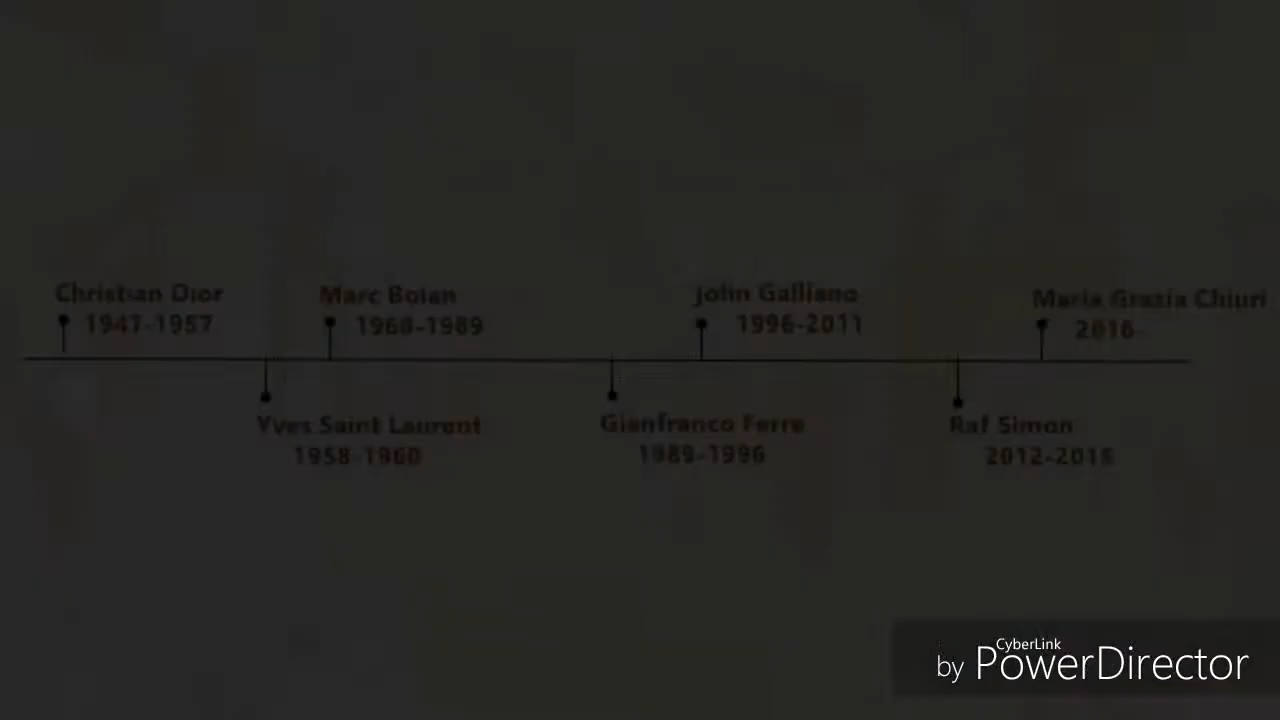 Christian Dior
1947-1957
Marc Bohan
1960-1989
John Galliano
1996-2011
Maria Grazia Chiuri
2016-
Yves Saint Laurent
1958-1960
Gianfranco Ferre
1989-1996
Raf Simon
2012-2015
CyberLink
by PowerDirector